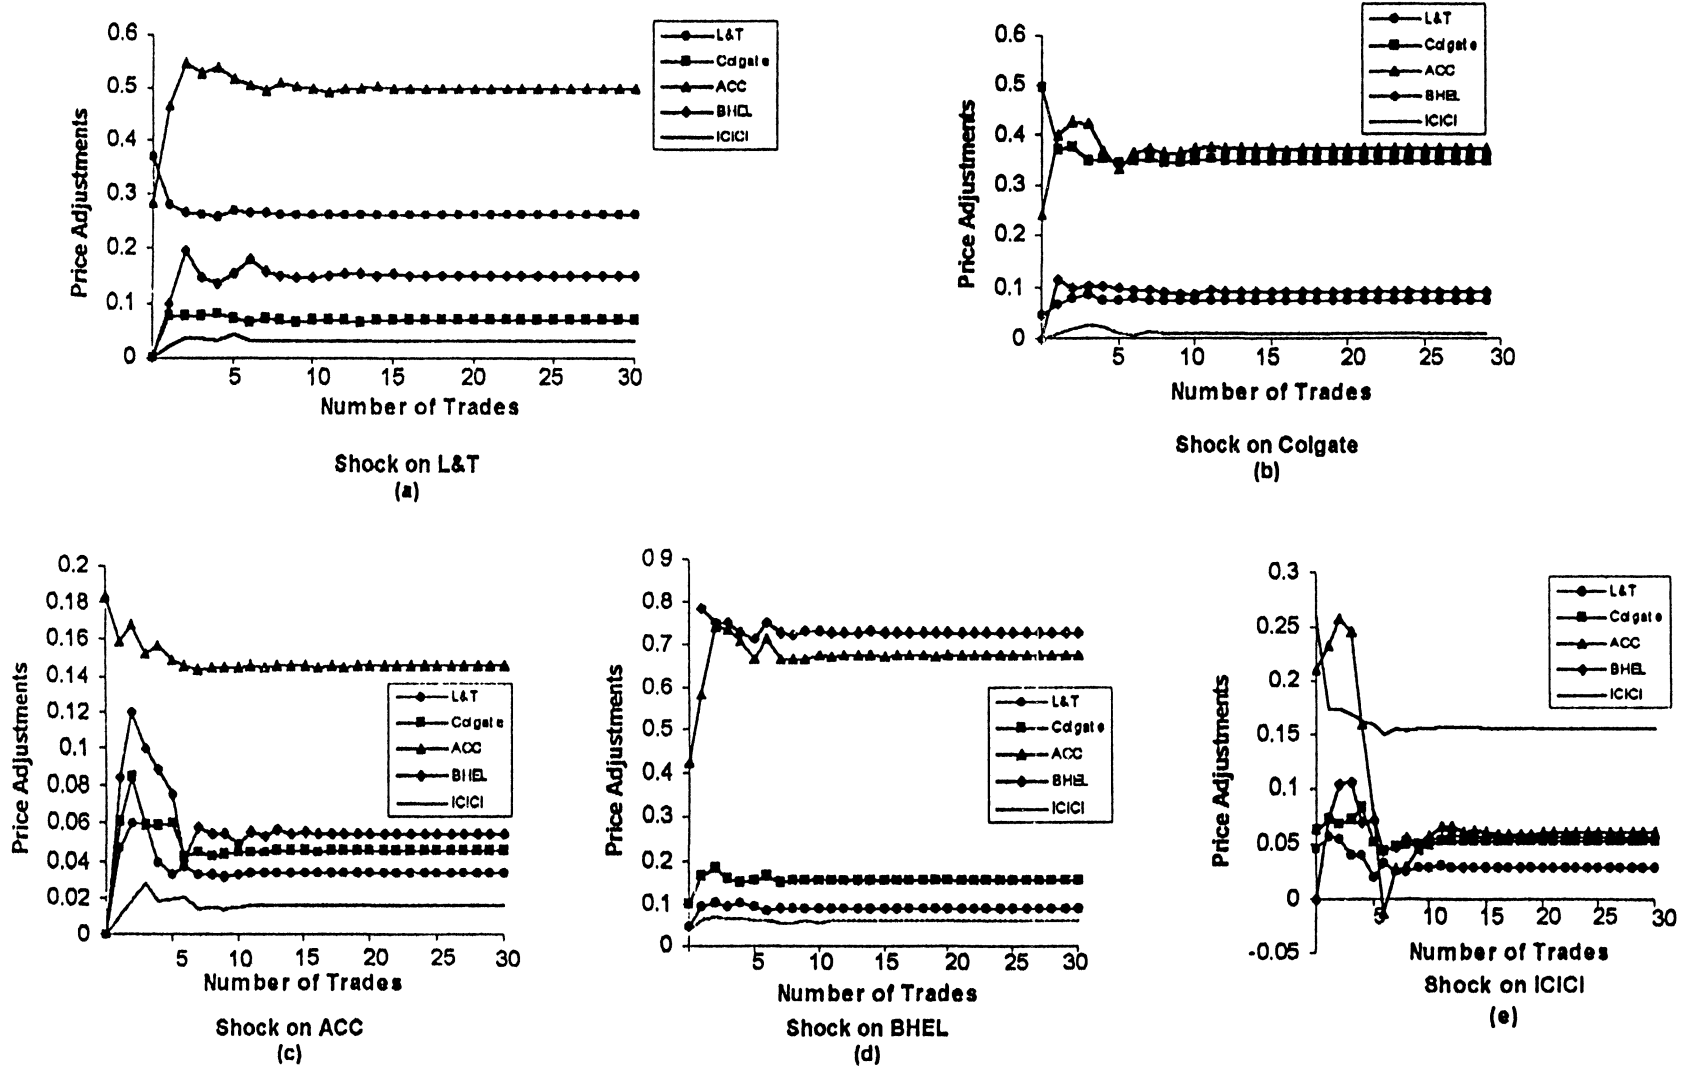 0.6
0.5
0.4
0.3
0.2
0.1
0
Price Adjustments
5 10 15 20 25 30
Number of Trades
L&T
Colgate
ACC
BHEL
ICICI
Shock on L&T
(a)
0.6
0.5
0.4
0.3
0.2
0.1
0
Price Adjustments
5 10 15 20 25 30
Number of Trades
L&T
Colgate
ACC
BHEL
ICICI
Shock on Colgate
(b)
0.2
0.18
0.16
0.14
0.12
0.1
0.08
0.06
0.04
0.02
0
Price Adjustments
5 10 15 20 25 30
Number of Trades
L&T
Colgate
ACC
BHEL
ICICI
Shock on ACC
(c)
0.9
0.8
0.7
0.6
0.5
0.4
0.3
0.2
0.1
0
Price Adjustments
5 10 15 20 25 30
Number of Trades
L&T
Colgate
ACC
BHEL
ICICI
Shock on BHEL
(d)
0.3
0.25
0.2
0.15
0.1
0.05
0
-0.05
Price Adjustments
5 10 15 20 25 30
Number of Trades
L&T
Colgate
ACC
BHEL
ICICI
Shock on ICICI
(e)